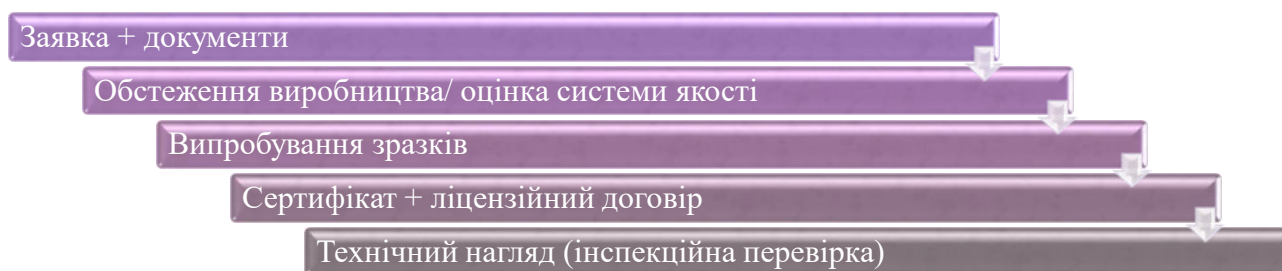 Заявка + документи
Обстеження виробництва/ оцінка системи якості
Випробування зразків
Сертифікат + ліцензійний договір
Технічний нагляд (інспекційна перевірка)